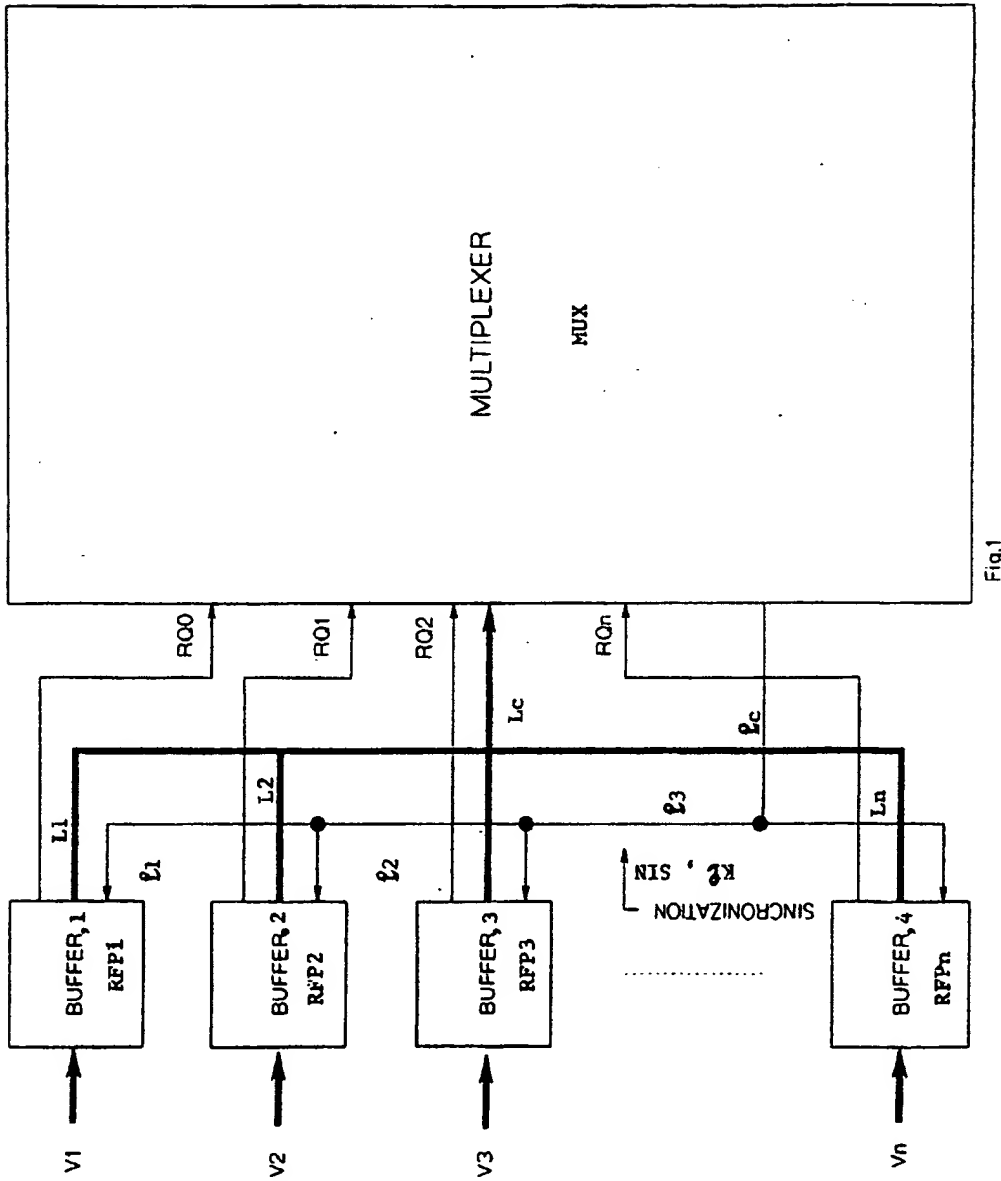 V1
BUFFER, 1
RFP1
L1
ℓ1
RQ0
V2
BUFFER, 2
RFP2
L2
ℓ2
RQ1
V3
BUFFER, 3
RFP3
RQ2
Lc
SINCRONIZATION
Kℓ, SIN
ℓ3
ℓc
Vn
BUFFER, 4
RFPn
Ln
RQn
MULTIPLEXER
MUX
Fig.1